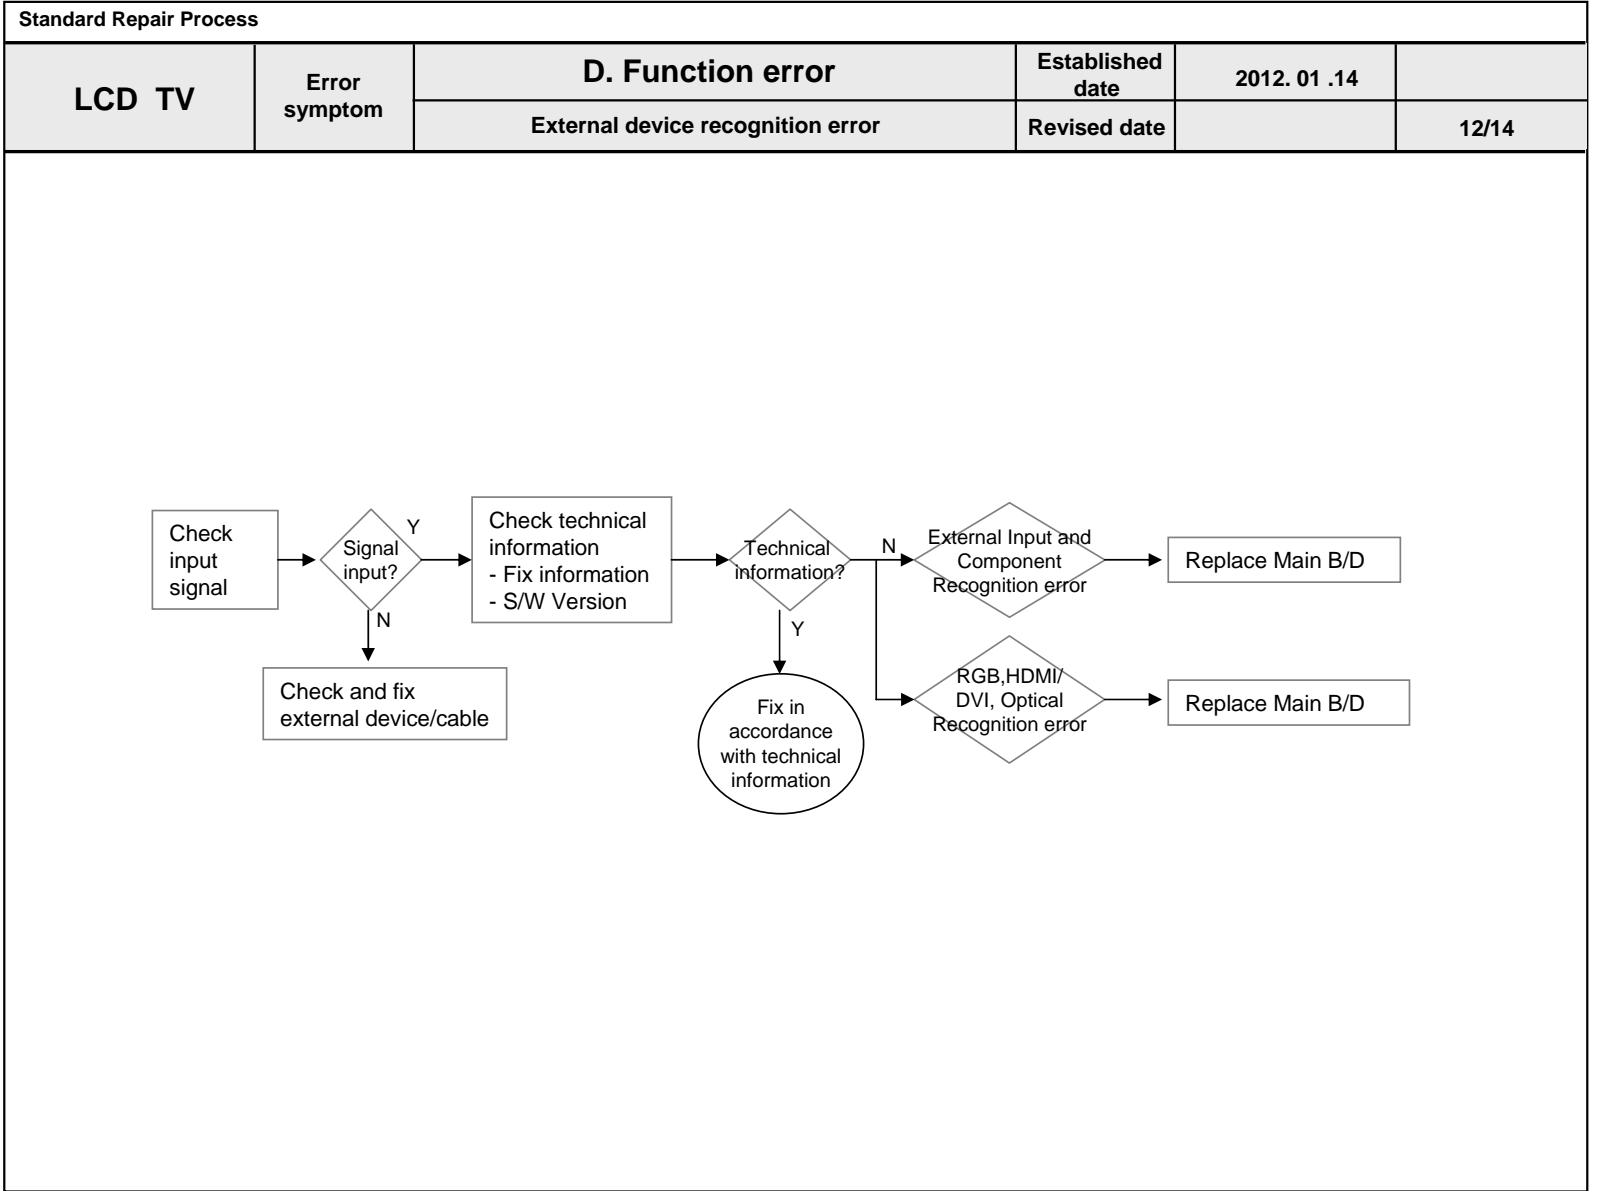 Standard Repair Process
LCD  TV
Error
symptom
D. Function error
Established
date
2012. 01 .14
External device recognition error
Revised date
12/14
Check
input
signal
Signal
input?
Y
N
Check and fix
external device/cable
Check technical
information
- Fix information
- S/W Version
Technical
information?
N
Y
Fix in
accordance
with technical
information
External Input and
Component
Recognition error
Replace Main B/D
RGB,HDMI/
DVI, Optical
Recognition error
Replace Main B/D